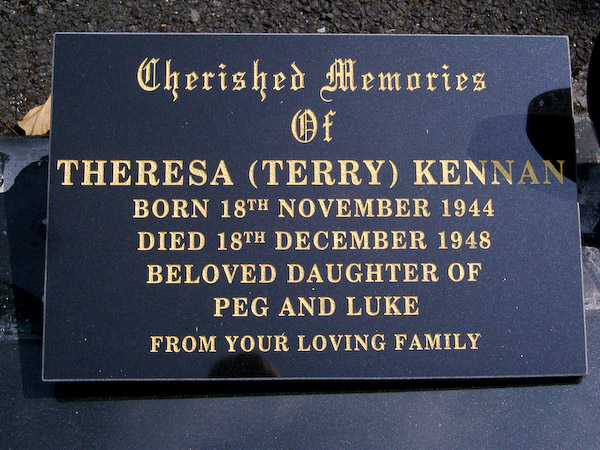 Cherished Memories
Of
THERESA (TERRY) KENNAN
BORN 18TH NOVEMBER 1944
DIED 18TH DECEMBER 1948
BELOVED DAUGHTER OF
PEG AND LUKE
FROM YOUR LOVING FAMILY